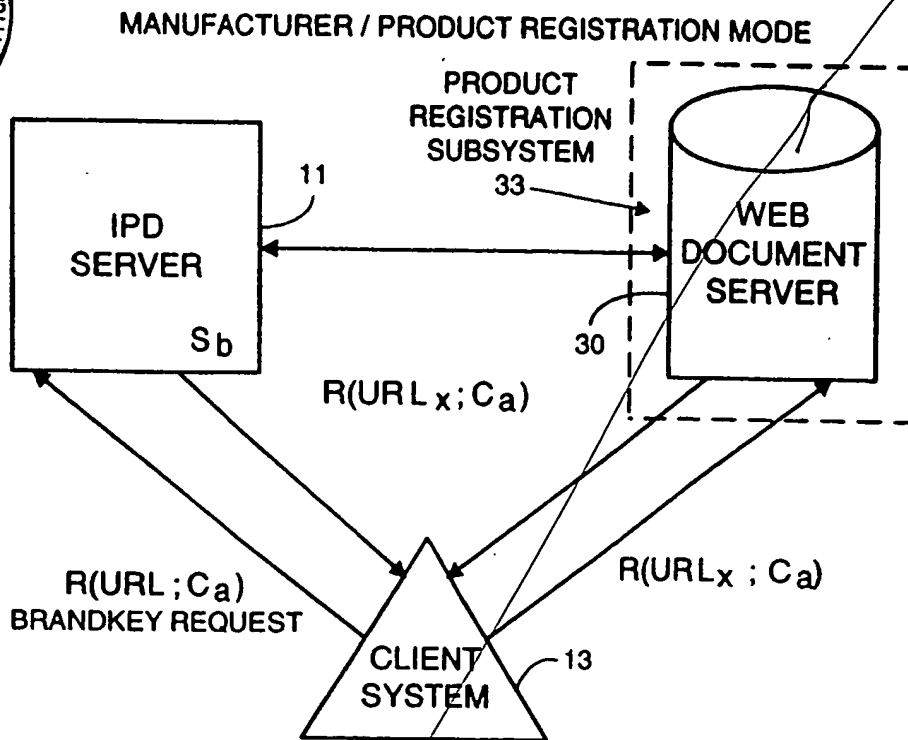 MANUFACTURER / PRODUCT REGISTRATION MODE
PRODUCT
REGISTRATION
SUBSYSTEM
33
11
IPD
SERVER
Sb
WEB
DOCUMENT
SERVER
30
R(URLx; Ca)
R(URL; Ca)
BRANDKEY REQUEST
R(URLx ; Ca)
CLIENT
SYSTEM
13